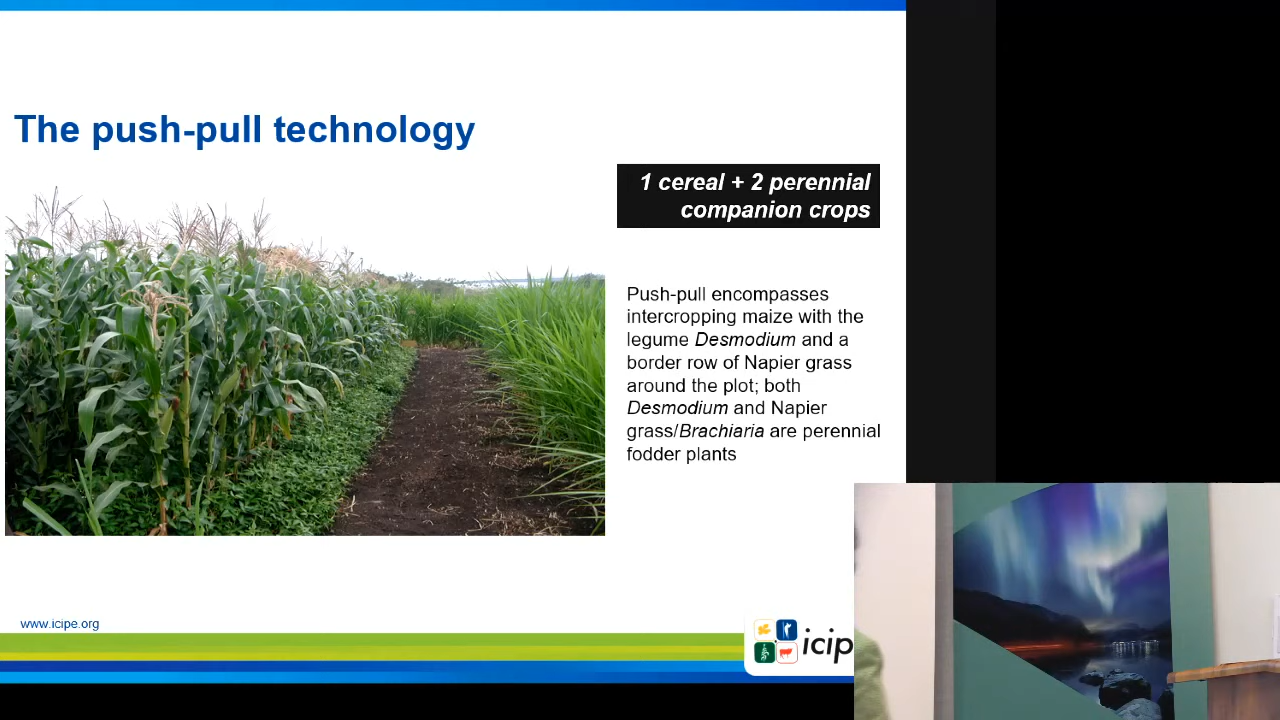 The push-pull technology
1 cereal + 2 perennial
companion crops
Push-pull encompasses
intercropping maize with the
legume Desmodium and a
border row of Napier grass
around the plot; both
Desmodium and Napier
grass/Brachiaria are perennial
fodder plants
www.icipe.org
icip